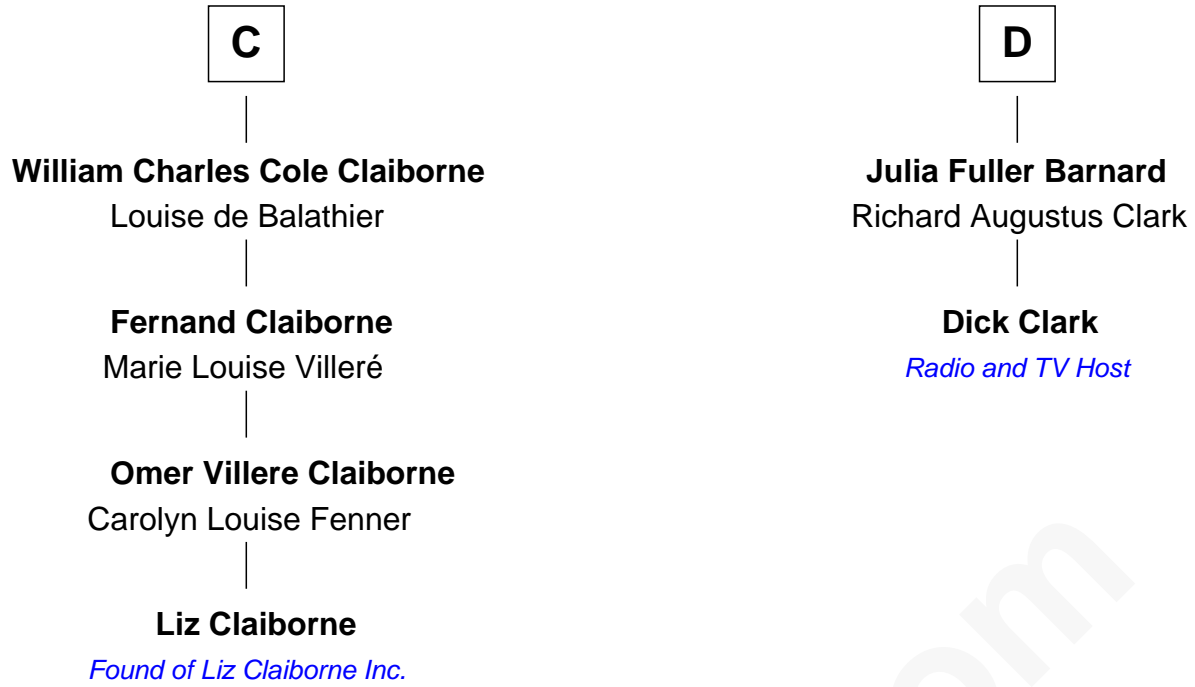 C
William Charles Cole Claiborne
Louise de Balathier
Fernand Claiborne
Marie Louise Villeré
Omer Villere Claiborne
Carolyn Louise Fenner
Liz Claiborne
Found of Liz Claiborne Inc.
D
Julia Fuller Barnard
Richard Augustus Clark
Dick Clark
Radio and TV Host
om